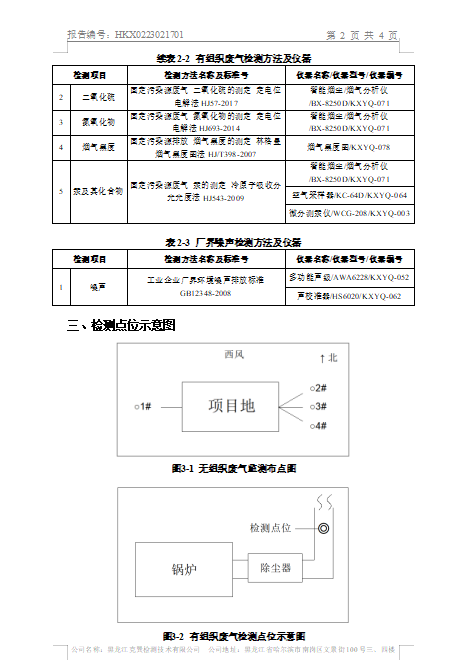 报告编号：HKX0223021701 第 2 页 共 4 页
续表 2-2 有组织废气检测方法及仪器
检测项目 检测方法名称及标准号 仪器名称/仪器型号/仪器编号
2 二氧化硫 固定污染源废气 二氧化硫的测定 定电位
电解法 HJ57-2017
智能烟尘/烟气分析仪
/BX-8250D/KXYQ-071
3 氮氧化物 固定污染源废气 氮氧化物的测定 定电位
电解法 HJ693-2014
智能烟尘/烟气分析仪
/BX-8250D/KXYQ-071
4 烟气黑度 固定污染源排放 烟气黑度的测定 林格曼
烟气黑度图法 HJ/T398-2007
烟气黑度图/KXYQ-078
5 汞及其化合物 固定污染源废气 汞的测定 冷原子吸收分
光光度法 HJ543-2009
智能烟尘/烟气分析仪
/BX-8250D/KXYQ-071
空气采样器/KC-64D/KXYQ-064
微分测汞仪/WCG-208/KXYQ-003
表 2-3 厂界噪声检测方法及仪器
检测项目 检测方法名称及标准号 仪器名称/仪器型号/仪器编号
1 噪声 工业企业厂界环境噪声排放标准
GB12348-2008
多功能声级/AWA6228/KXYQ-052
声校准器/HS6020/KXYQ-062
三、检测点位示意图
西风
↑北
○1#
项目地
○2#
○3#
○4#
图3-1 无组织废气监测布点图
检测点位
锅炉
除尘器
图3-2 有组织废气检测点位示意图
公司名称：黑龙江克巽检测技术有限公司 公司地址：黑龙江省哈尔滨市南岗区文景街 100 号三、四楼